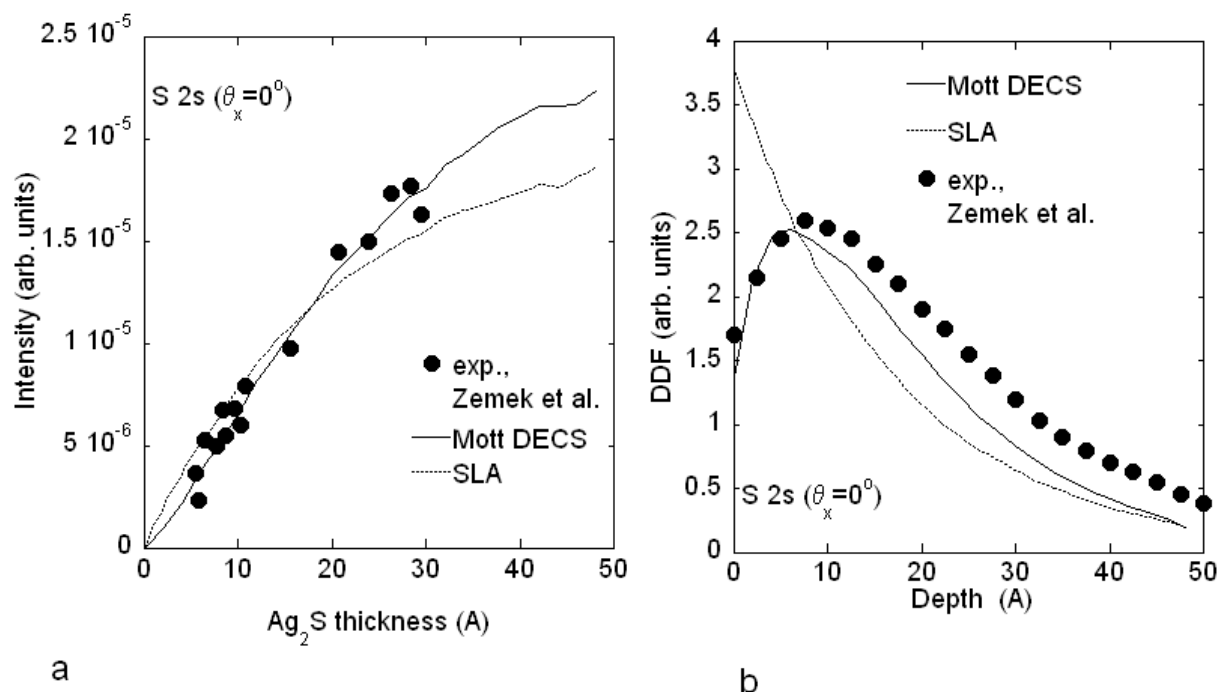 2.5 10⁻⁵
2 10⁻⁵
1.5 10⁻⁵
1 10⁻⁵
5 10⁻⁶
0
Intensity (arb. units)
S 2s (θₓ=0⁰)
exp.,
Zemek et al.
Mott DECS
SLA
0 10 20 30 40 50
Ag₂S thickness (A)
a
4
3.5
3
2.5
2
1.5
1
0.5
0
DDF (arb. units)
Mott DECS
SLA
exp.,
Zemek et al.
S 2s (θₓ=0⁰)
0 10 20 30 40 50
Depth (A)
b